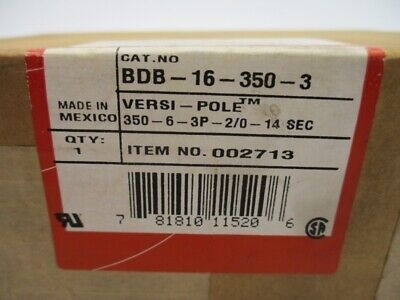 CAT.NO
BDB-16-350-3
MADE IN MEXICO
VERSI-POLE™
350-6-3P-2/0-14 SEC
QTY: 1
ITEM NO. 002713
7 81810 11520 6